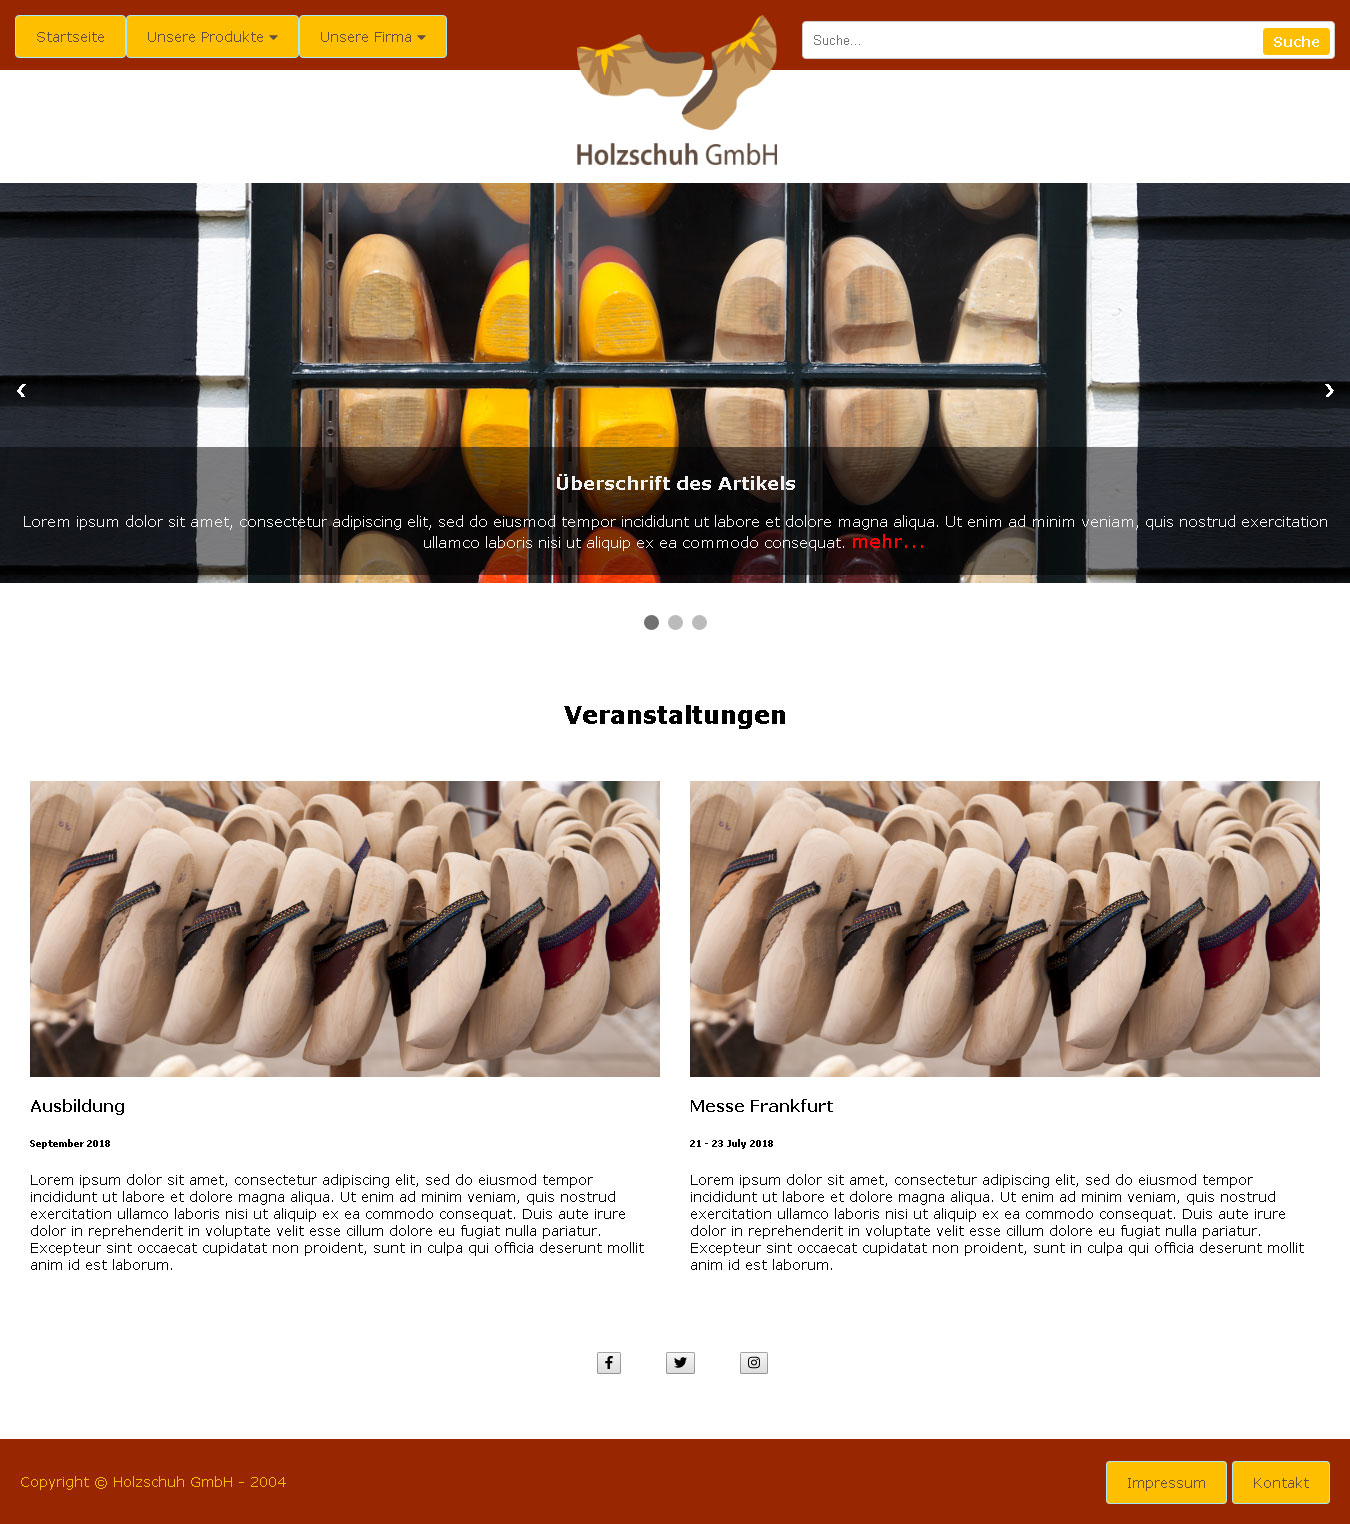 Startseite
Unsere Produkte
Unsere Firma
Suche...
Suche
Holzschuh GmbH
Überschrift des Artikels
Lorem ipsum dolor sit amet, consectetur adipiscing elit, sed do eiusmod tempor incididunt ut labore et dolore magna aliqua. Ut enim ad minim veniam, quis nostrud exercitation
ullamco laboris nisi ut aliquip ex ea commodo consequat. mehr...
Veranstaltungen
Ausbildung
September 2018
Lorem ipsum dolor sit amet, consectetur adipiscing elit, sed do eiusmod tempor
incididunt ut labore et dolore magna aliqua. Ut enim ad minim veniam, quis nostrud
exercitation ullamco laboris nisi ut aliquip ex ea commodo consequat. Duis aute irure
dolor in reprehenderit in voluptate velit esse cillum dolore eu fugiat nulla pariatur.
Excepteur sint occaecat cupidatat non proident, sunt in culpa qui officia deserunt mollit
anim id est laborum.
Messe Frankfurt
21 - 23 July 2018
Lorem ipsum dolor sit amet, consectetur adipiscing elit, sed do eiusmod tempor
incididunt ut labore et dolore magna aliqua. Ut enim ad minim veniam, quis nostrud
exercitation ullamco laboris nisi ut aliquip ex ea commodo consequat. Duis aute irure
dolor in reprehenderit in voluptate velit esse cillum dolore eu fugiat nulla pariatur.
Excepteur sint occaecat cupidatat non proident, sunt in culpa qui officia deserunt mollit
anim id est laborum.
Copyright © Holzschuh GmbH - 2004
Impressum
Kontakt